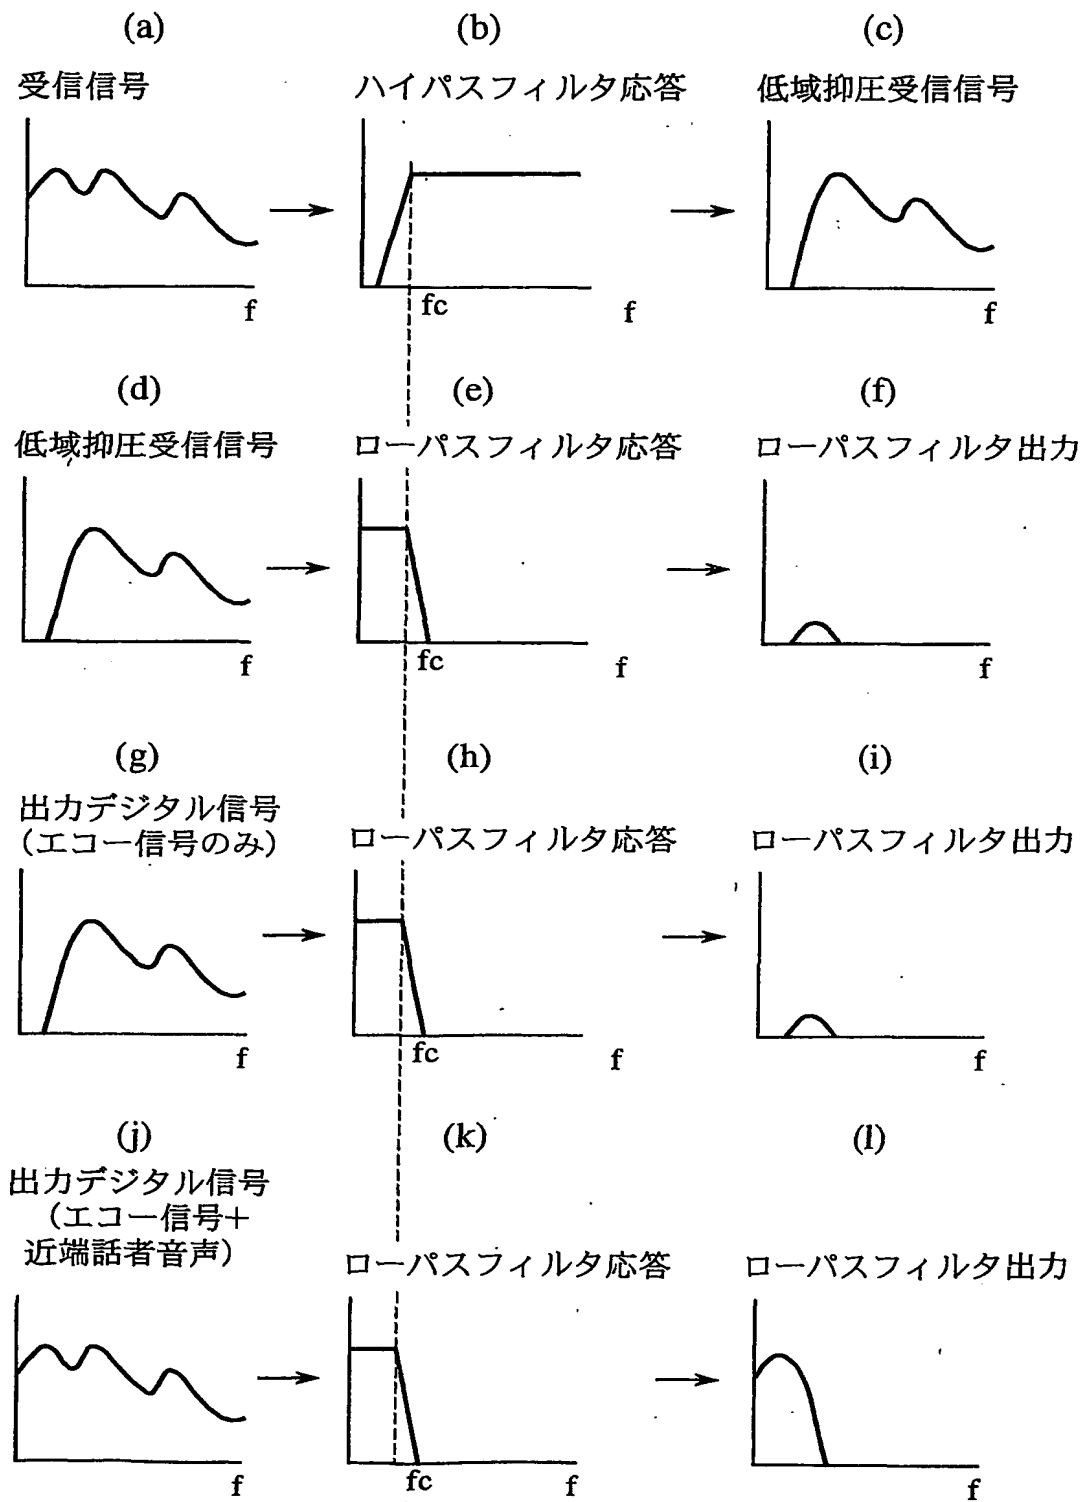 (a)
(b)
(c)
受信信号
ハイパスフィルタ応答
低域抑圧受信信号
f
fc
f
f
(d)
(e)
(f)
低域抑圧受信信号
ローパスフィルタ応答
ローパスフィルタ出力
f
fc
f
f
(g)
(h)
(i)
出力デジタル信号
(エコー信号のみ)
ローパスフィルタ応答
ローパスフィルタ出力
f
fc
f
f
(j)
(k)
(l)
出力デジタル信号
(エコー信号+
近端話者音声)
ローパスフィルタ応答
ローパスフィルタ出力
f
fc
f
f